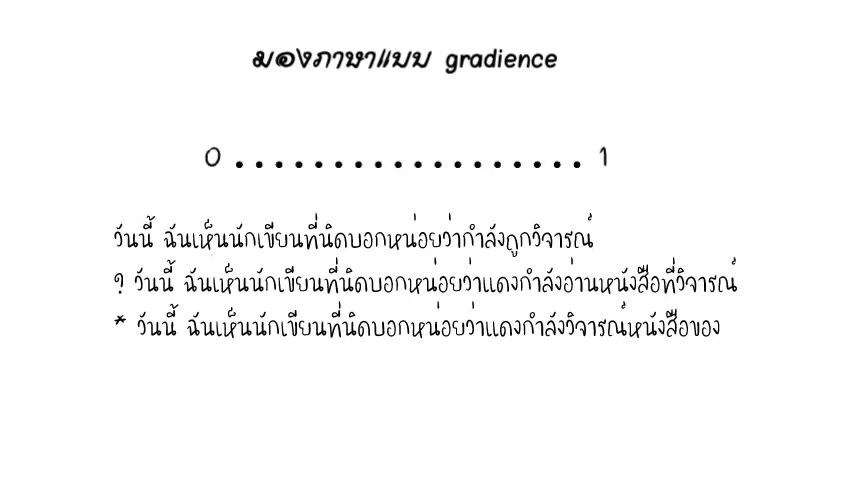 มองภาษาแบบ gradience
0 .................. 1
วันนี้ ฉันเห็นนักเขียนที่นิดบอกหน่อยว่ากำลังถูกวิจารณ์
? วันนี้ ฉันเห็นนักเขียนที่นิดบอกหน่อยว่าแดงกำลังอ่านหนังสือที่วิจารณ์
* วันนี้ ฉันเห็นนักเขียนที่นิดบอกหน่อยว่าแดงกำลังวิจารณ์หนังสือของ